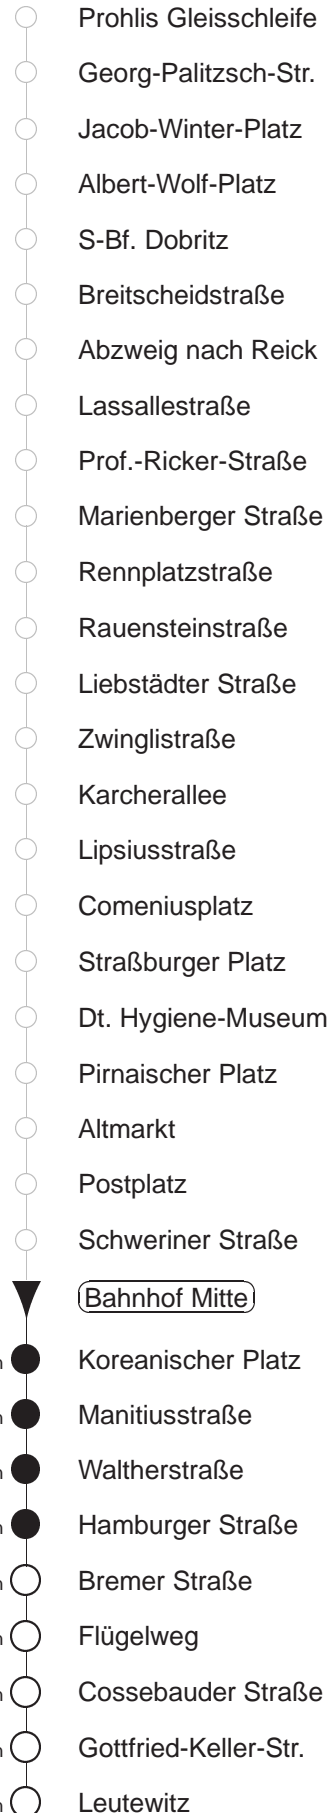 Prohlis Gleisschleife
Georg-Palitzsch-Str.
Jacob-Winter-Platz
Albert-Wolf-Platz
S-Bf. Dobritz
Breitscheidstraße
Abzweig nach Reick
Lassallestraße
Prof.-Ricker-Straße
Marienberger Straße
Rennplatzstraße
Rauensteinstraße
Liebstädter Straße
Zwinglistraße
Karcherallee
Lipsiusstraße
Comeniusplatz
Straßburger Platz
Dt. Hygiene-Museum
Pirnaischer Platz
Altmarkt
Postplatz
Schweriner Straße
Bahnhof Mitte
Koreanischer Platz
Manitiusstraße
Waltherstraße
Hamburger Straße
Bremer Straße
Flügelweg
Cossebauder Straße
Gottfried-Keller-Str.
Leutewitz